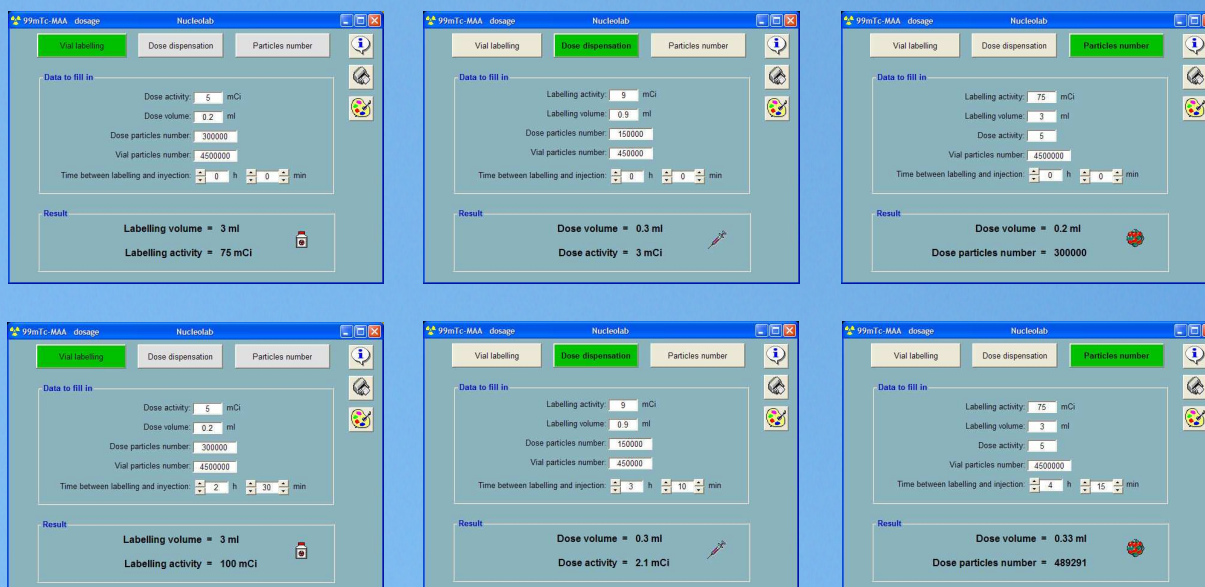 99mTc-MAA dosage Nucleolab
Vial labelling Dose dispensation Particles number
Data to fill in
Dose activity: 5 mCi
Dose volume: 0.2 ml
Dose particles number: 300000
Vial particles number: 4500000
Time between labelling and inyection: 0 h 0 min
Result
Labelling volume = 3 ml
Labelling activity = 75 mCi
99mTc-MAA dosage Nucleolab
Vial labelling Dose dispensation Particles number
Data to fill in
Labelling activity: 9 mCi
Labelling volume: 0.9 ml
Dose particles number: 150000
Vial particles number: 450000
Time between labelling and injection: 0 h 0 min
Result
Dose volume = 0.3 ml
Dose activity = 3 mCi
99mTc-MAA dosage Nucleolab
Vial labelling Dose dispensation Particles number
Data to fill in
Labelling activity: 75 mCi
Labelling volume: 3 ml
Dose activity: 5
Vial particles number: 4500000
Time between labelling and injection: 0 h 0 min
Result
Dose volume = 0.2 ml
Dose particles number = 300000
99mTc-MAA dosage Nucleolab
Vial labelling Dose dispensation Particles number
Data to fill in
Dose activity: 5 mCi
Dose volume: 0.2 ml
Dose particles number: 300000
Vial particles number: 4500000
Time between labelling and inyection: 2 h 30 min
Result
Labelling volume = 3 ml
Labelling activity = 100 mCi
99mTc-MAA dosage Nucleolab
Vial labelling Dose dispensation Particles number
Data to fill in
Labelling activity: 9 mCi
Labelling volume: 0.9 ml
Dose particles number: 150000
Vial particles number: 450000
Time between labelling and injection: 3 h 10 min
Result
Dose volume = 0.3 ml
Dose activity = 2.1 mCi
99mTc-MAA dosage Nucleolab
Vial labelling Dose dispensation Particles number
Data to fill in
Labelling activity: 75 mCi
Labelling volume: 3 ml
Dose activity: 5
Vial particles number: 4500000
Time between labelling and injection: 4 h 15 min
Result
Dose volume = 0.33 ml
Dose particles number = 489291